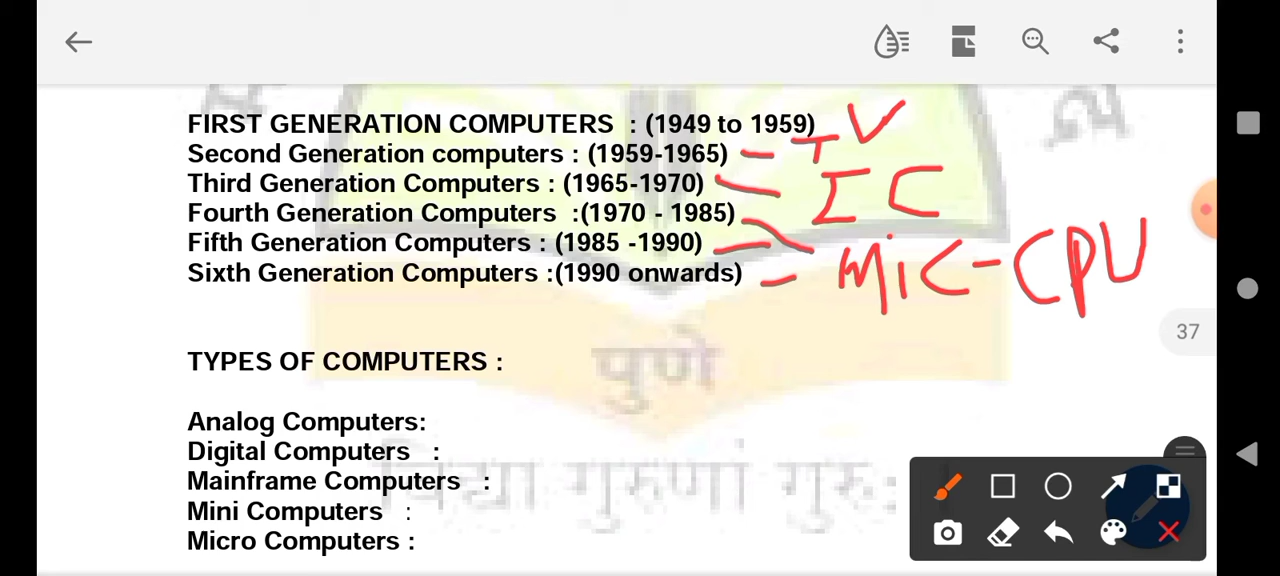 FIRST GENERATION COMPUTERS : (1949 to 1959) V
Second Generation computers : (1959-1965) – T
Third Generation Computers : (1965-1970) – IC
Fourth Generation Computers :(1970 - 1985)
Fifth Generation Computers : (1985 -1990) – MiC-CPU
Sixth Generation Computers :(1990 onwards) –
37
TYPES OF COMPUTERS :
पुणे
Analog Computers:
Digital Computers :
विद्या गुरुणां गुरु:
Mainframe Computers :
Mini Computers :
Micro Computers :